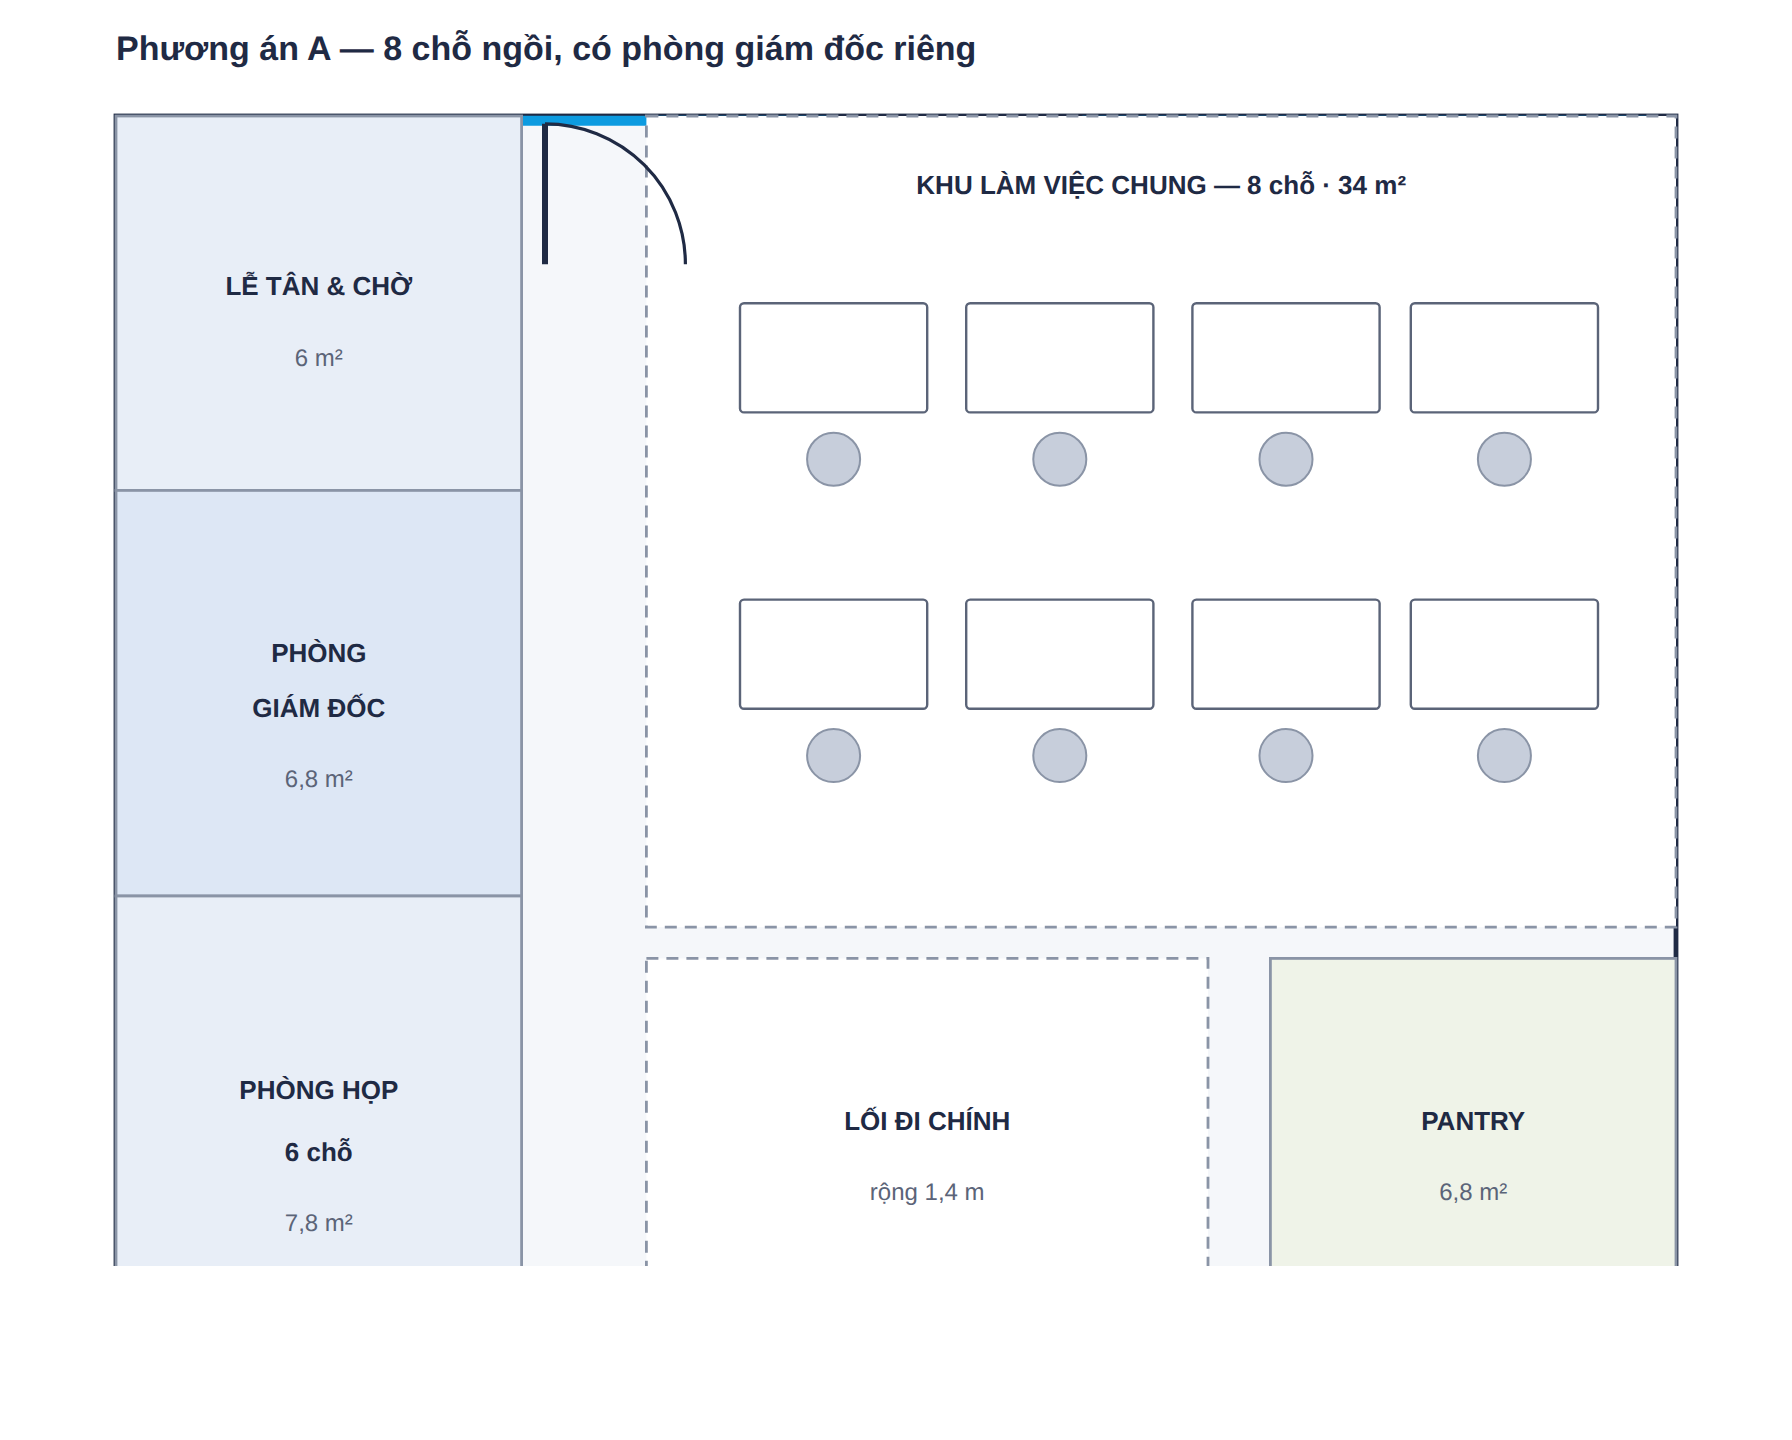 Phương án A — 8 chỗ ngồi, có phòng giám đốc riêng
KHU LÀM VIỆC CHUNG — 8 chỗ · 34 m²
LỄ TÂN & CHỜ
6 m²
PHÒNG
GIÁM ĐỐC
6,8 m²
PHÒNG HỌP
6 chỗ
7,8 m²
LỐI ĐI CHÍNH
rộng 1,4 m
PANTRY
6,8 m²